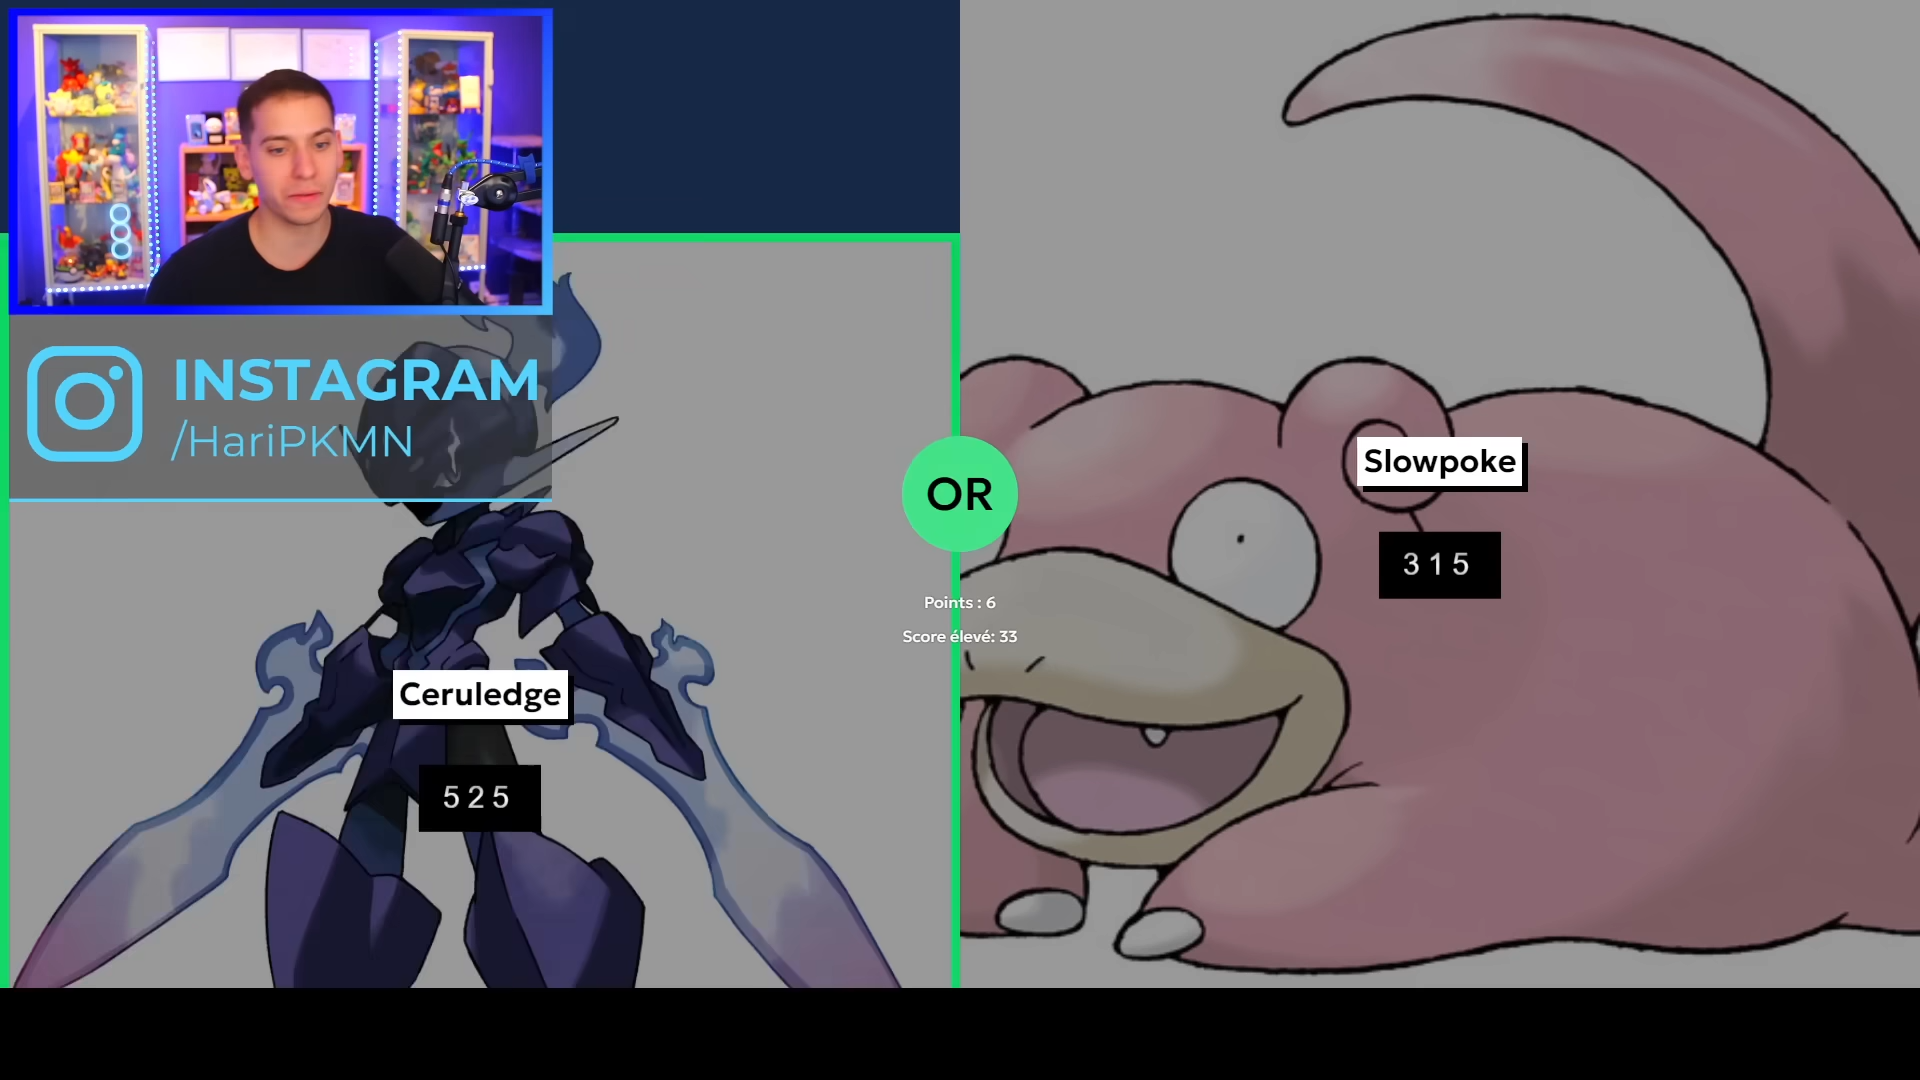 INSTAGRAM
/HariPKMN
Ceruledge
525
OR
Points : 6
Score élevé: 33
Slowpoke
315